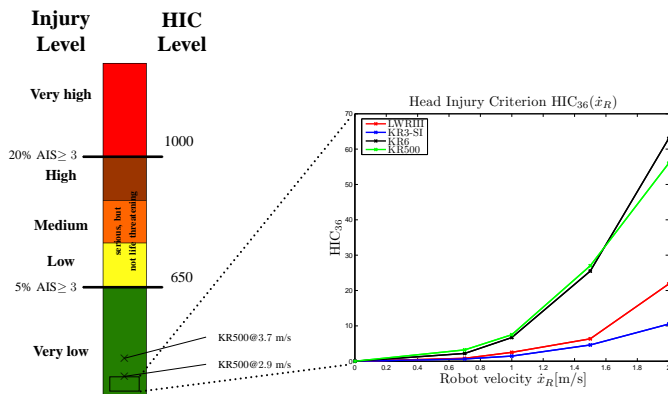 Injury
Level
HIC
Level
Very high
20% AIS≥ 3
1000
High
Medium
serious, but
not life threatening
Low
5% AIS≥ 3
650
Very low
KR500@3.7 m/s
KR500@2.9 m/s
Head Injury Criterion HIC₃₆(ẋ_R)
LWRIII
KR3-SI
KR6
KR500
HIC₃₆
70
60
50
40
30
20
10
0
0 0.2 0.4 0.6 0.8 1 1.2 1.4 1.6 1.8 2
Robot velocity ẋ_R[m/s]